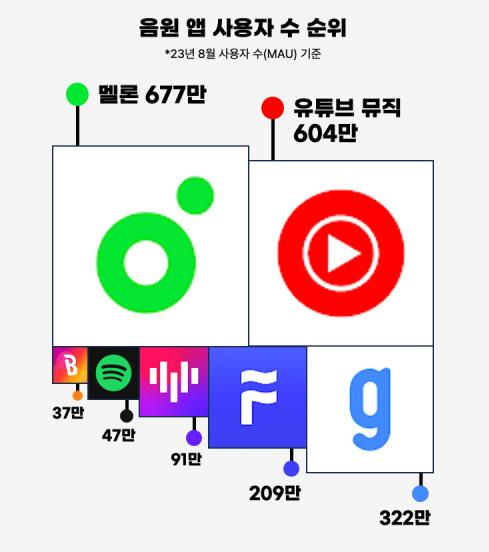 음원 앱 사용자 수 순위
*23년 8월 사용자 수(MAU) 기준
멜론 677만
유튜브 뮤직
604만
B
F
g
37만
47만
91만
209만
322만